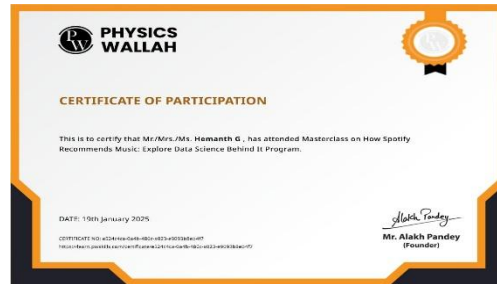 PHYSICS
WALLAH
CERTIFICATE OF PARTICIPATION
This is to certify that Mr./Mrs./Ms. Hemanth G , has attended Masterclass on How Spotify
Recommends Music: Explore Data Science Behind It Program.
DATE: 19th January 2025
Alakh Pandey
Mr. Alakh Pandey
(Founder)
CERTIFICATE NO: